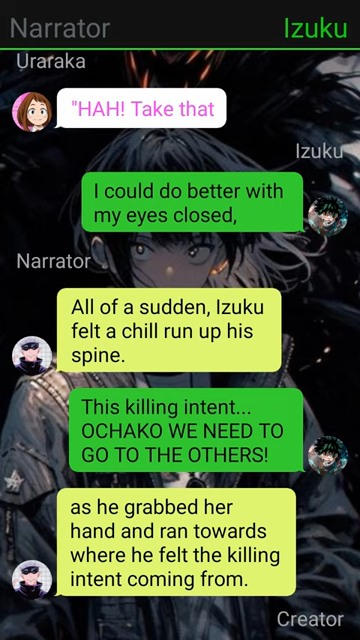 Narrator Izuku
Uraraka
"HAH! Take that
Izuku
I could do better with
my eyes closed,
Narrator
All of a sudden, Izuku
felt a chill run up his
spine.
This killing intent...
OCHAKO WE NEED TO
GO TO THE OTHERS!
as he grabbed her
hand and ran towards
where he felt the killing
intent coming from.
Creator